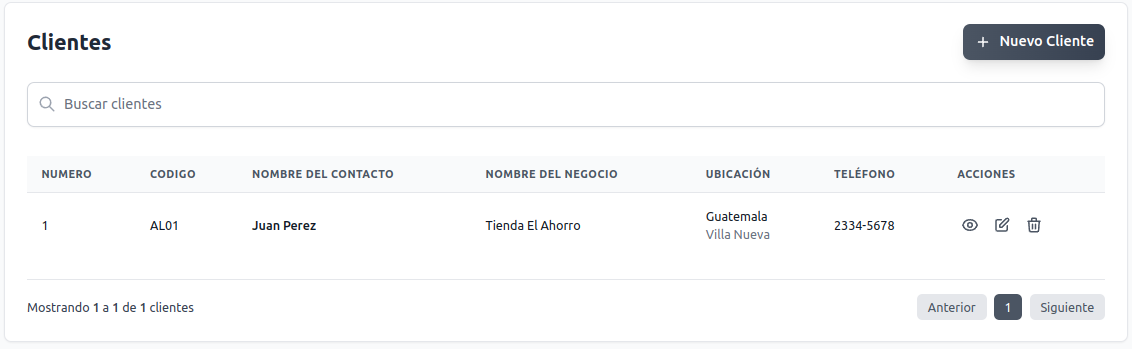 Clientes
+ Nuevo Cliente
Buscar clientes
NUMERO CODIGO NOMBRE DEL CONTACTO NOMBRE DEL NEGOCIO UBICACIÓN TELÉFONO ACCIONES
1 AL01 Juan Perez Tienda El Ahorro Guatemala 2334-5678
Villa Nueva
Mostrando 1 a 1 de 1 clientes Anterior 1 Siguiente